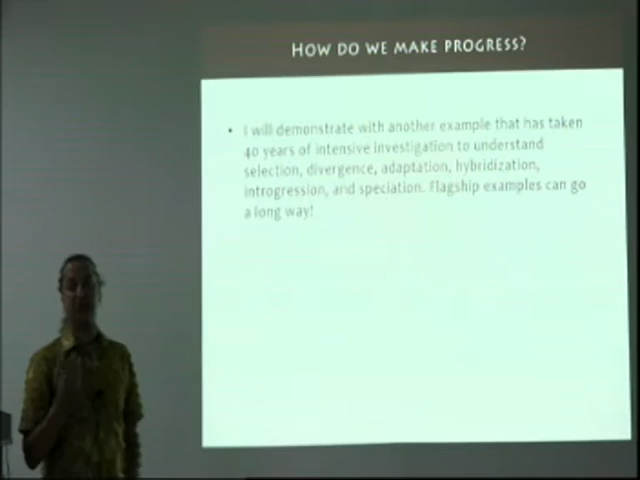 HOW DO WE MAKE PROGRESS?
• I will demonstrate with another example that has taken
40 years of intensive investigation to understand
selection, divergence, adaptation, hybridization,
introgression, and speciation. Flagship examples can go
a long way!